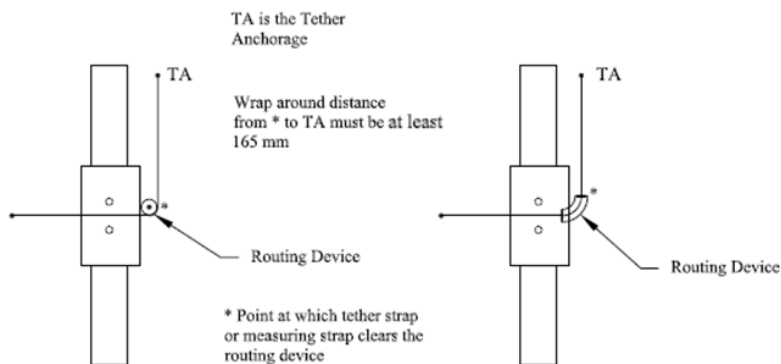 TA is the Tether
Anchorage
TA
TA
Wrap around distance
from * to TA must be at least
165 mm
*
*
Routing Device
Routing Device
* Point at which tether strap
or measuring strap clears the
routing device